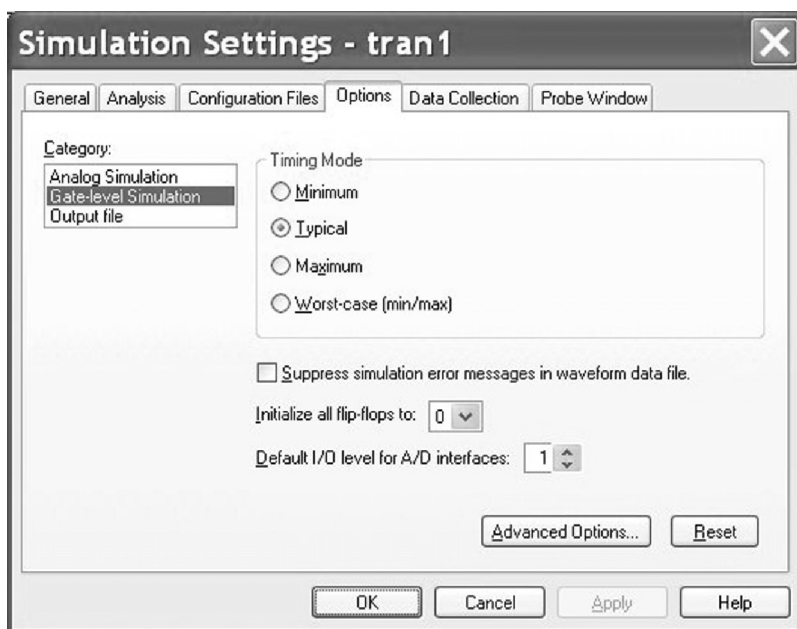 Simulation Settings - tran1
General Analysis Configuration Files Options Data Collection Probe Window
Category:
Analog Simulation
Gate-level Simulation
Output file
Timing Mode
Minimum
Typical
Maximum
Worst-case (min/max)
Suppress simulation error messages in waveform data file.
Initialize all flip-flops to: 0
Default I/O level for A/D interfaces: 1
Advanced Options... Reset
OK Cancel Apply Help